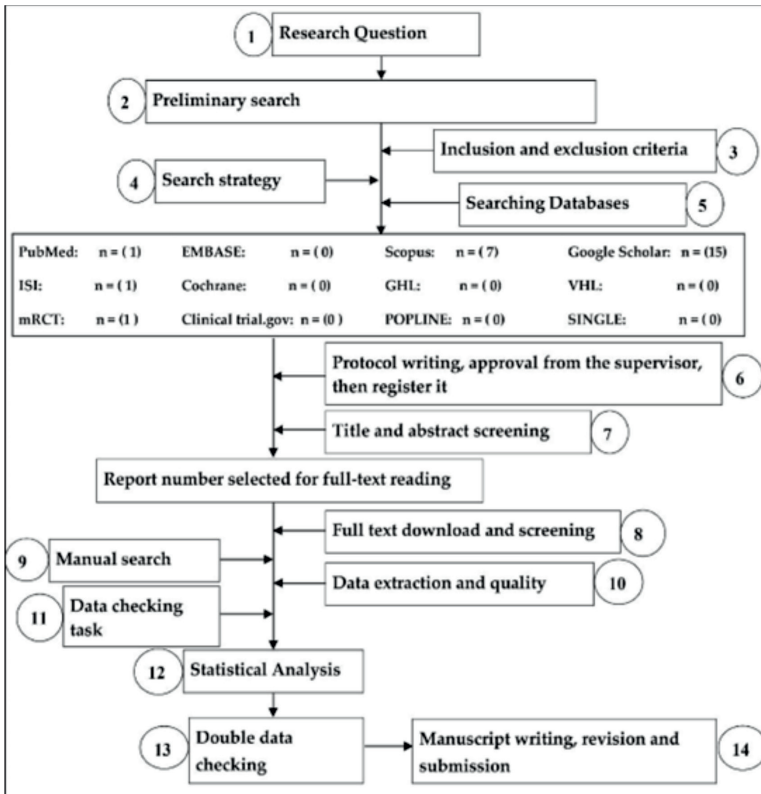 1 Research Question
2 Preliminary search
Inclusion and exclusion criteria 3
4 Search strategy
Searching Databases 5
PubMed: n = ( 1) EMBASE: n = ( 0) Scopus: n = ( 7) Google Scholar: n = (15)
ISI: n = ( 1) Cochrane: n = ( 0) GHL: n = ( 0) VHL: n = ( 0)
mRCT: n = (1 ) Clinical trial.gov: n = (0 ) POPLINE: n = ( 0) SINGLE: n = ( 0)
Protocol writing, approval from the supervisor,
then register it 6
Title and abstract screening 7
Report number selected for full-text reading
Full text download and screening 8
9 Manual search
Data extraction and quality 10
11 Data checking
task
12 Statistical Analysis
13 Double data
checking
Manuscript writing, revision and
submission 14